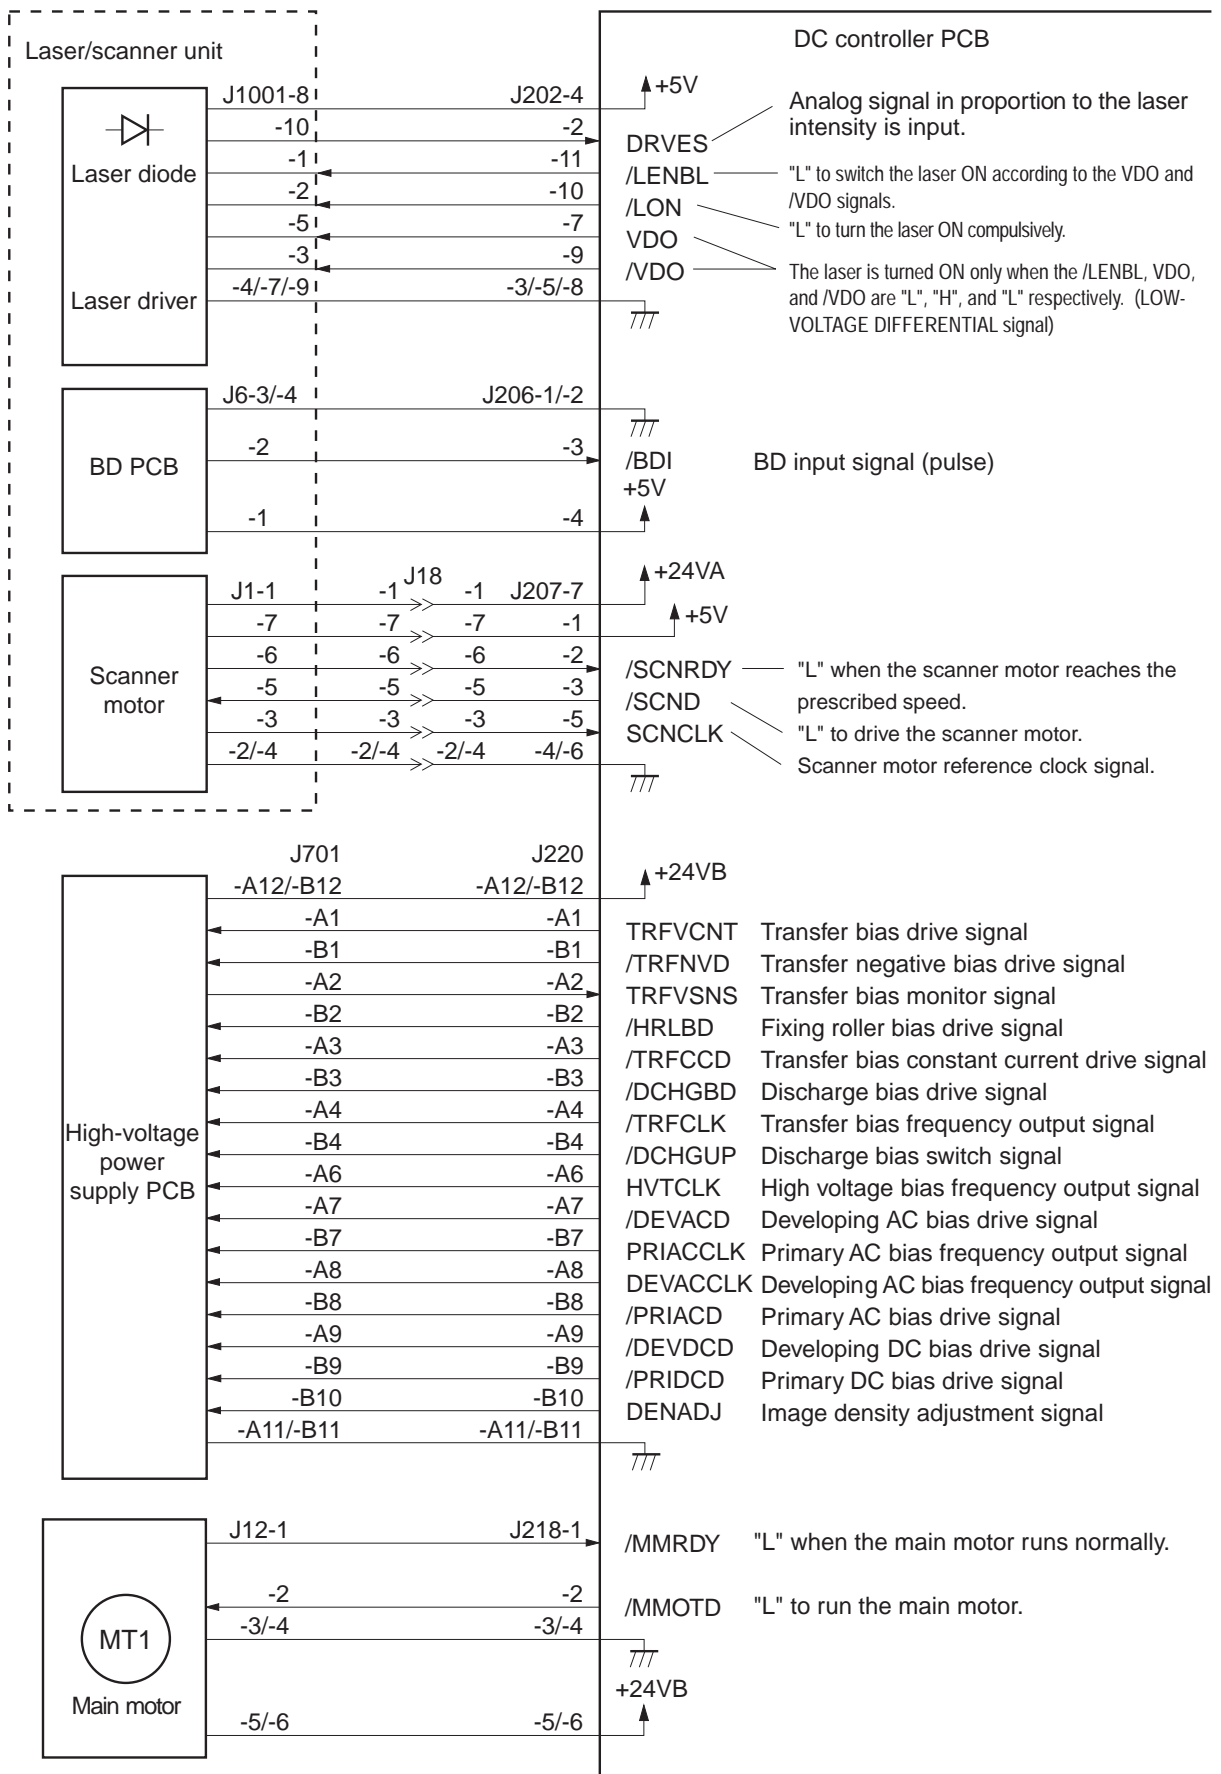 DC controller PCB
Laser/scanner unit
J1001-8 J202-4 +5V
Analog signal in proportion to the laser
intensity is input.
-10 -2 DRVES
Laser diode -1 -11 /LENBL "L" to switch the laser ON according to the VDO and
/VDO signals.
-2 -10 /LON
"L" to turn the laser ON compulsively.
-5 -7 VDO
-3 -9 /VDO The laser is turned ON only when the /LENBL, VDO,
and /VDO are "L", "H", and "L" respectively. (LOW-
VOLTAGE DIFFERENTIAL signal)
Laser driver -4/-7/-9 -3/-5/-8
J6-3/-4 J206-1/-2
BD PCB -2 -3 /BDI BD input signal (pulse)
+5V
-1 -4
J18 +24VA
J1-1 -1 -1 J207-7
+5V
-7 -7 -7 -1
Scanner
motor
-6 -6 -6 -2 /SCNRDY "L" when the scanner motor reaches the
prescribed speed.
-5 -5 -5 -3 /SCND
"L" to drive the scanner motor.
-3 -3 -3 -5 SCNCLK
Scanner motor reference clock signal.
-2/-4 -2/-4 -2/-4 -4/-6
J701 J220
-A12/-B12 -A12/-B12 +24VB
-A1 -A1 TRFVCNT Transfer bias drive signal
-B1 -B1 /TRFNVD Transfer negative bias drive signal
-A2 -A2 TRFVSNS Transfer bias monitor signal
-B2 -B2 /HRLBD Fixing roller bias drive signal
-A3 -A3 /TRFCCD Transfer bias constant current drive signal
-B3 -B3 /DCHGBD Discharge bias drive signal
-A4 -A4 /TRFCLK Transfer bias frequency output signal
High-voltage
power
supply PCB
-B4 -B4 /DCHGUP Discharge bias switch signal
-A6 -A6 HVTCLK High voltage bias frequency output signal
-A7 -A7 /DEVACD Developing AC bias drive signal
-B7 -B7 PRIACCLK Primary AC bias frequency output signal
-A8 -A8 DEVACCLK Developing AC bias frequency output signal
-B8 -B8 /PRIACD Primary AC bias drive signal
-A9 -A9 /DEVDCD Developing DC bias drive signal
-B9 -B9 /PRIDCD Primary DC bias drive signal
-B10 -B10 DENADJ Image density adjustment signal
-A11/-B11 -A11/-B11
J12-1 J218-1 /MMRDY "L" when the main motor runs normally.
-2 -2 /MMOTD "L" to run the main motor.
MT1 -3/-4 -3/-4
+24VB
Main motor
-5/-6 -5/-6